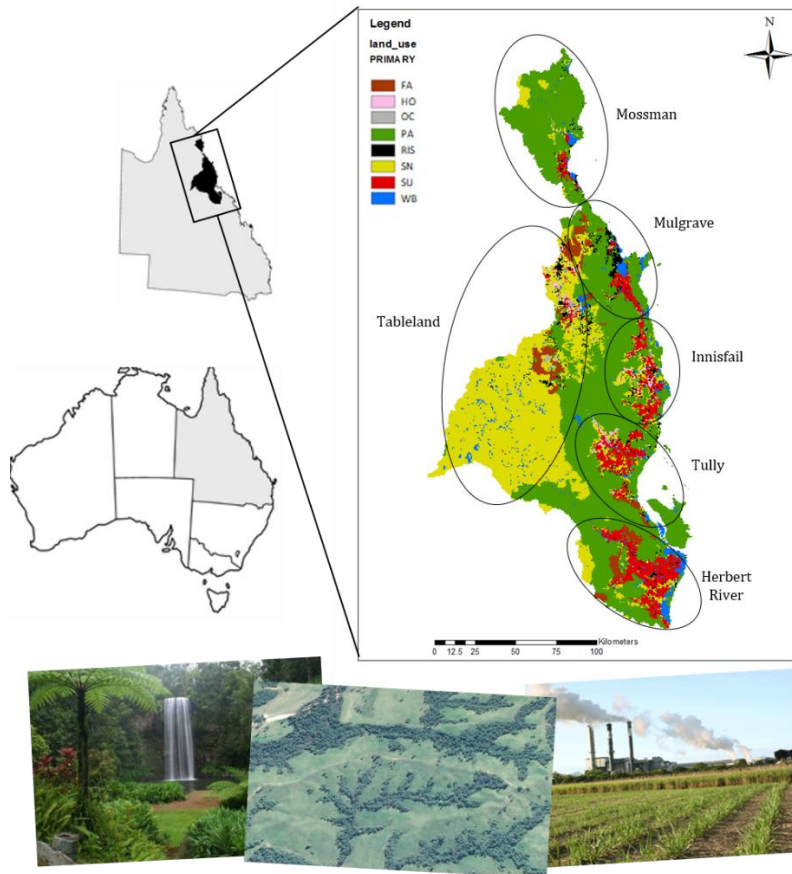 Legend
land_use
PRIMARY
FA
HO
OC
PA
RIS
SN
SU
WB
N
Mossman
Mulgrave
Tableland
Innisfail
Tully
Herbert
River
Kilometers
0 12.5 25 50 75 100